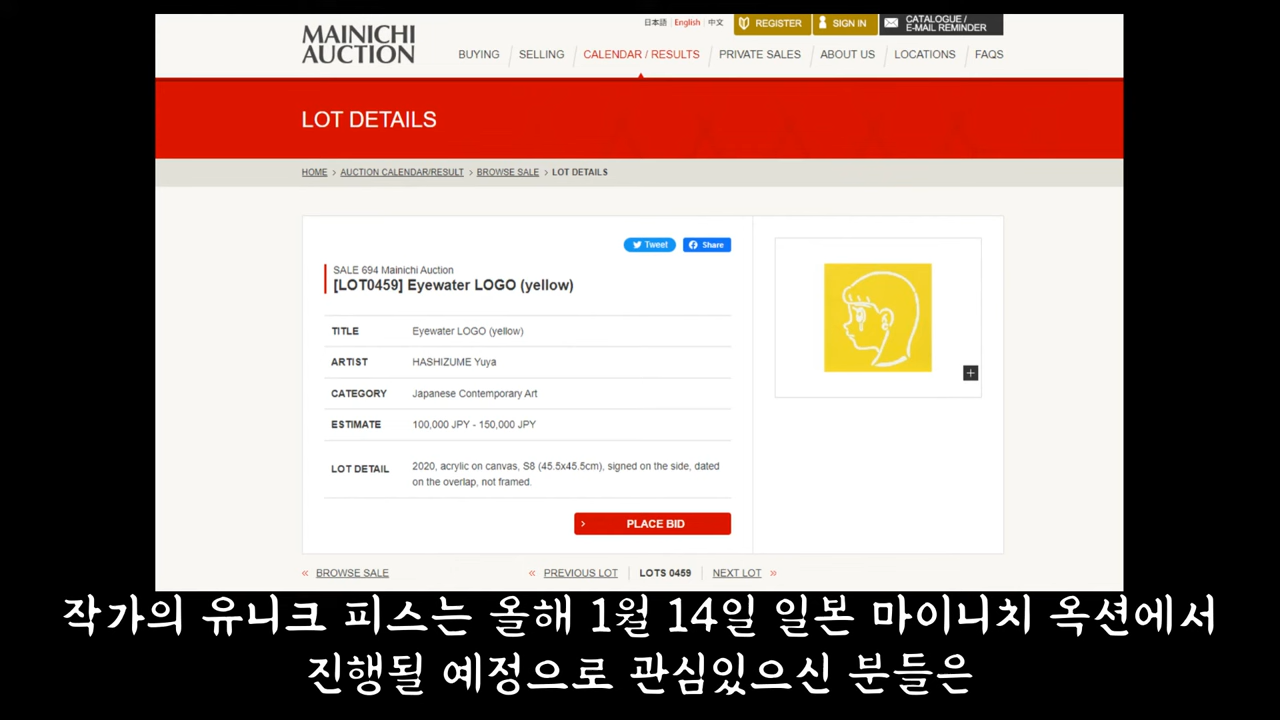 MAINICHI
AUCTION
日本語 English 中文
REGISTER
SIGN IN
CATALOGUE /
E-MAIL REMINDER
BUYING SELLING CALENDAR / RESULTS PRIVATE SALES ABOUT US LOCATIONS FAQS
LOT DETAILS
HOME > AUCTION CALENDAR/RESULT > BROWSE SALE > LOT DETAILS
Tweet Share
SALE 694 Mainichi Auction
[LOT0459] Eyewater LOGO (yellow)
TITLE Eyewater LOGO (yellow)
ARTIST HASHIZUME Yuya
CATEGORY Japanese Contemporary Art
ESTIMATE 100,000 JPY - 150,000 JPY
LOT DETAIL 2020, acrylic on canvas, S8 (45.5x45.5cm), signed on the side, dated
on the overlap, not framed.
> PLACE BID
« BROWSE SALE « PREVIOUS LOT LOTS 0459 NEXT LOT »
작가의 유니크 피스는 올해 1월 14일 일본 마이니치 옥션에서
진행될 예정으로 관심있으신 분들은